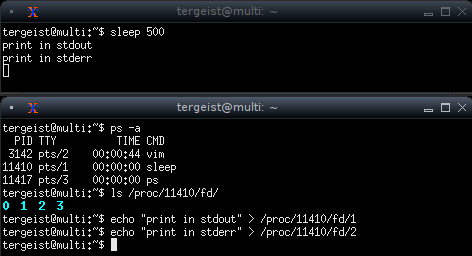 tergeist@multi: ~
tergeist@multi:~$ sleep 500
print in stdout
print in stderr
tergeist@multi: ~
tergeist@multi:~$ ps -a
  PID TTY          TIME CMD
 3142 pts/2    00:00:44 vim
11410 pts/1    00:00:00 sleep
11417 pts/3    00:00:00 ps
tergeist@multi:~$ ls /proc/11410/fd/
0  1  2  3
tergeist@multi:~$ echo "print in stdout" > /proc/11410/fd/1
tergeist@multi:~$ echo "print in stderr" > /proc/11410/fd/2
tergeist@multi:~$